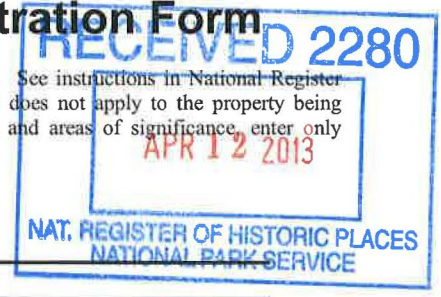 tration Form
RECEIVED 2280
See instructions in National Register
does not apply to the property being
and areas of significance, enter only
APR 12 2013
NAT. REGISTER OF HISTORIC PLACES
NATIONAL PARK SERVICE